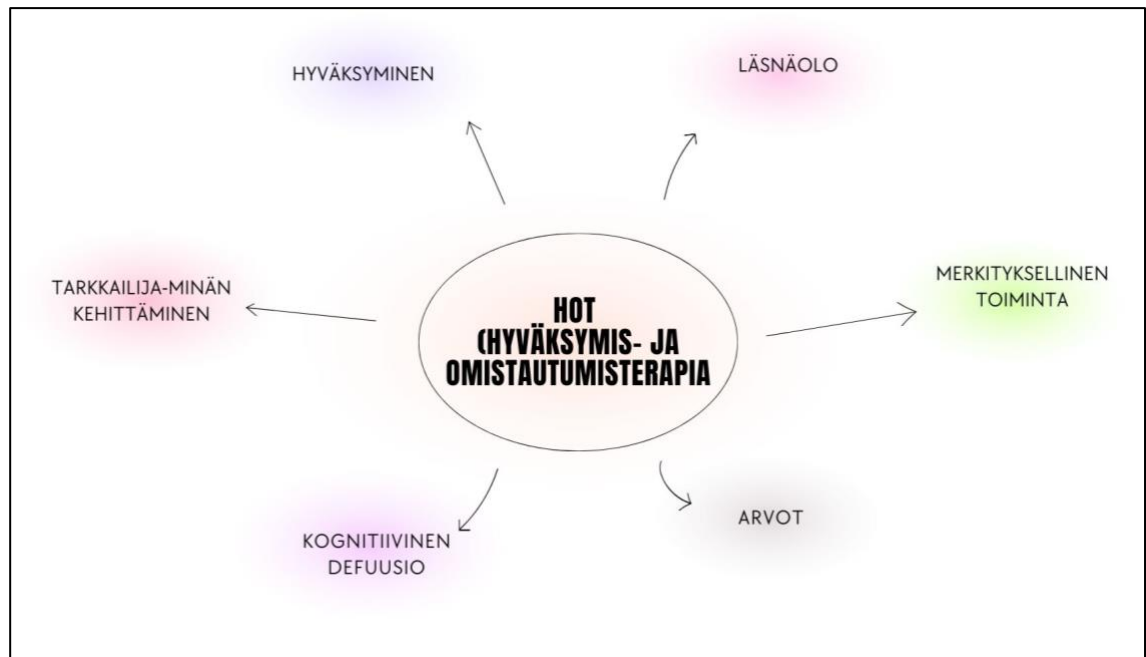 HYVÄKSYMINEN
LÄSNÄOLO
TARKKAILIJA-MINÄN
KEHITTÄMINEN
HOT
(HYVÄKSYMIS- JA
OMISTAUTUMISTERAPIA
MERKITYKSELLINEN
TOIMINTA
KOGNITIIVINEN
DEFUUSIO
ARVOT